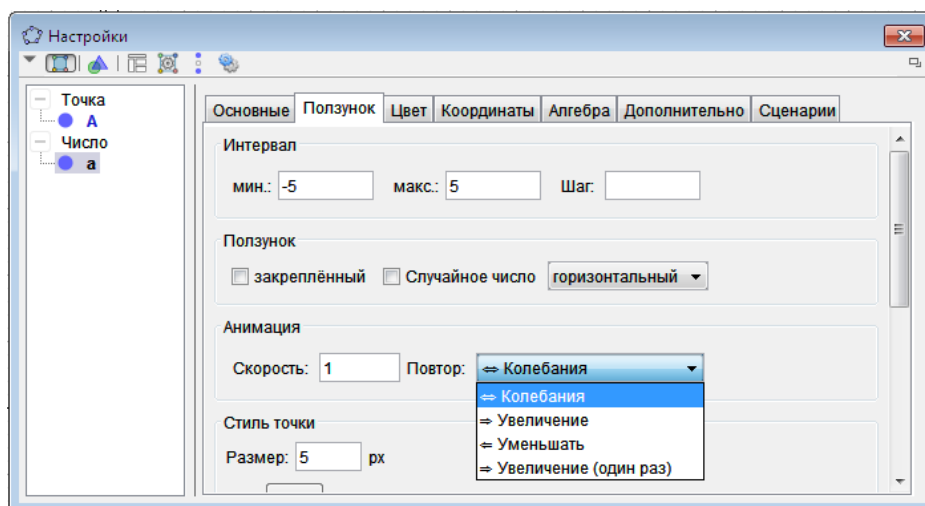 Настройки
Точка
A
Число
a
Основные Ползунок Цвет Координаты Алгебра Дополнительно Сценарии
Интервал
мин.: -5 макс.: 5 Шаг:
Ползунок
закреплённый Случайное число горизонтальный
Анимация
Скорость: 1 Повтор: ⇔ Колебания
⇔ Колебания
⇒ Увеличение
⇐ Уменьшать
⇒ Увеличение (один раз)
Стиль точки
Размер: 5 px